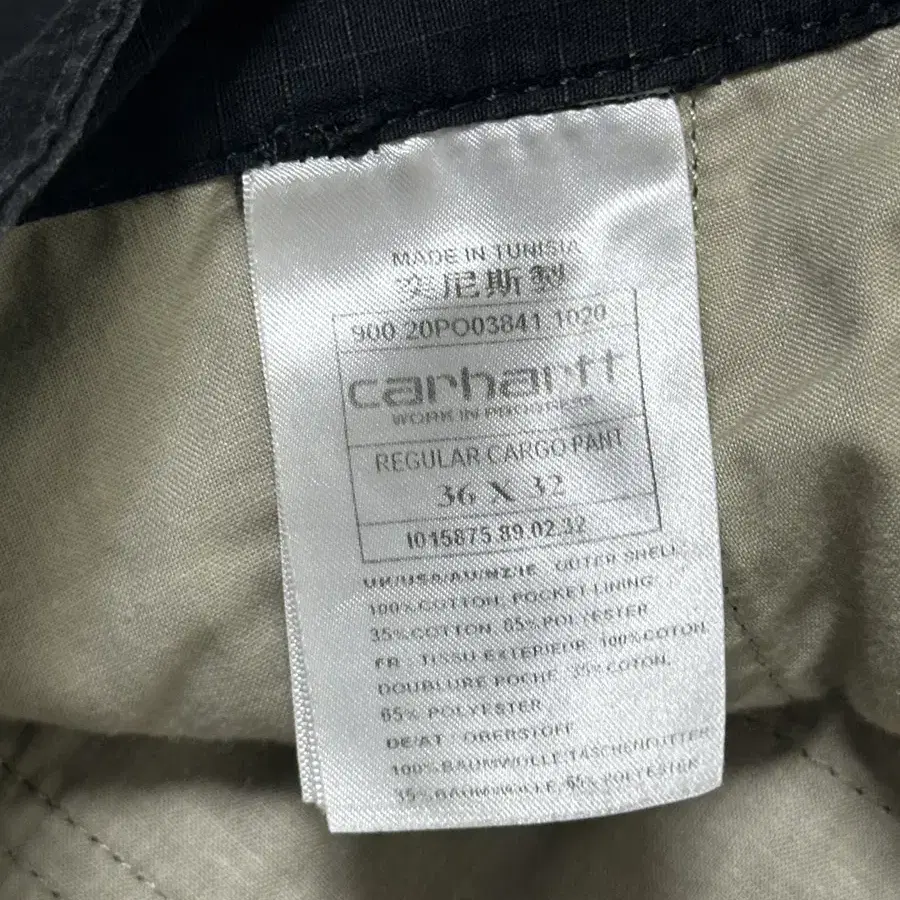 MADE IN TUNISIA
突尼斯製
900 20PO03841 1020
carhartt
WORK IN PROGRESS
REGULAR CARGO PANT
36 X 32
I015875.89.02.32
UK/USA/AU/NZ/IE OUTER SHELL:
100% COTTON, POCKET LINING
35% COTTON, 65% POLYESTER
FR : TISSU EXTERIEUR: 100% COTON,
DOUBLURE POCHE: 35% COTON,
65% POLYESTER
DE/AT : OBERSTOFF
100% BAUMWOLLE/TASCHENFUTTER
35% BAUMWOLLE, 65% POLYESTER